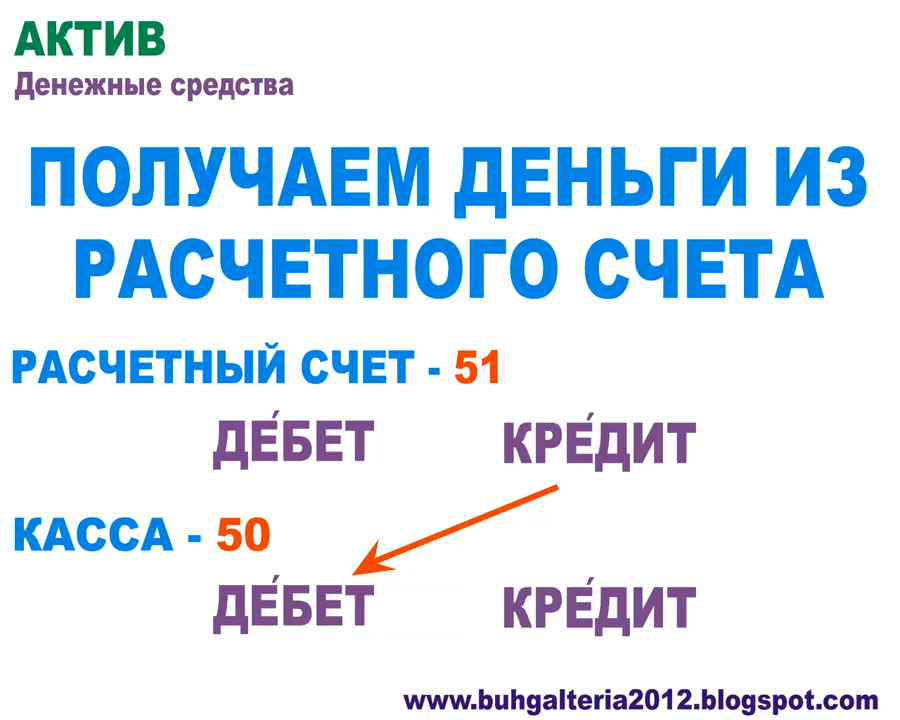 АКТИВ
Денежные средства
ПОЛУЧАЕМ ДЕНЬГИ ИЗ
РАСЧЕТНОГО СЧЕТА
РАСЧЕТНЫЙ СЧЕТ - 51
ДЕ́БЕТ КРЕ́ДИТ
КАССА - 50
ДЕ́БЕТ КРЕ́ДИТ
www.buhgalteria2012.blogspot.com